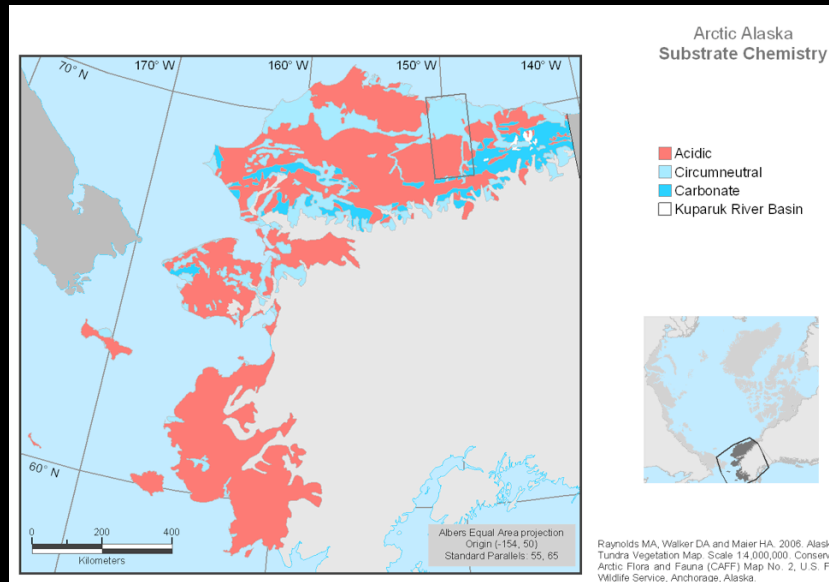 Arctic Alaska
Substrate Chemistry
170° W
160° W
150° W
140° W
70° N
Acidic
Circumneutral
Carbonate
Kuparuk River Basin
60° N
0 200 400
Kilometers
Albers Equal Area projection
Origin (-154, 50)
Standard Parallels: 55, 65
Raynolds MA, Walker DA and Maier HA. 2006. Alask
Tundra Vegetation Map. Scale 1:4,000,000. Conserv
Arctic Flora and Fauna (CAFF) Map No. 2, U.S. F
Wildlife Service, Anchorage, Alaska.